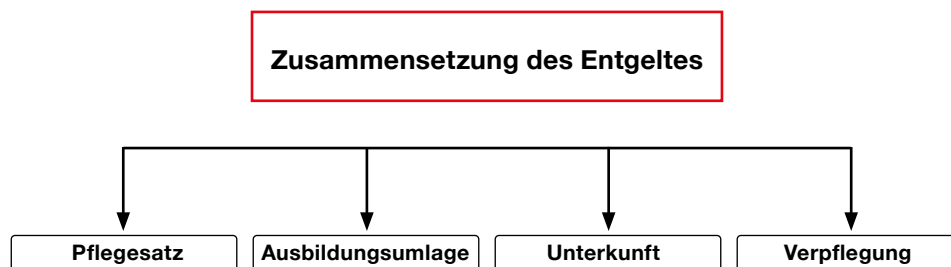 Zusammensetzung des Entgeltes
Pflegesatz
Ausbildungsumlage
Unterkunft
Verpflegung